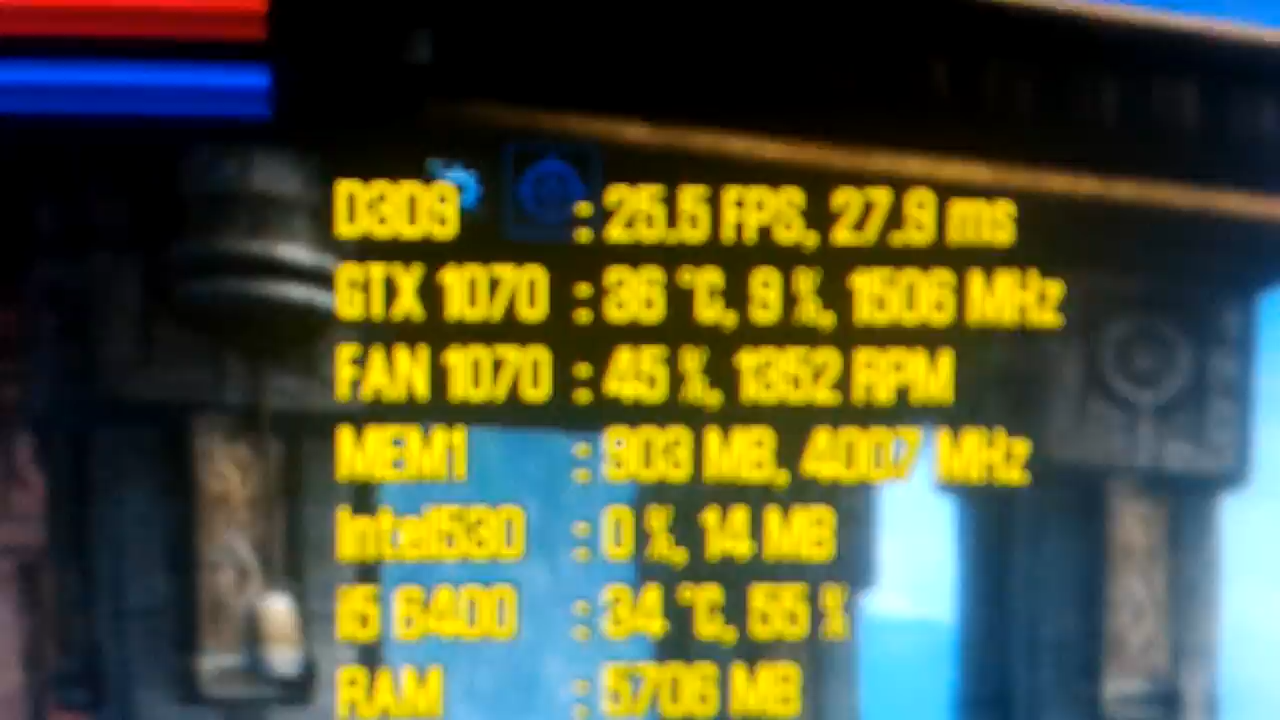 D3D9 : 25.5 FPS, 27.9 ms
GTX 1070 : 36 °C, 9 %, 1506 MHz
FAN 1070 : 45 %, 1352 RPM
MEM1 : 903 MB, 4007 MHz
Intel530 : 0 %, 14 MB
i5 6400 : 34 °C, 55 %
RAM : 5706 MB